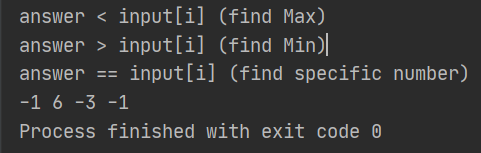 answer < input[i] (find Max)
answer > input[i] (find Min)
answer == input[i] (find specific number)
-1 6 -3 -1
Process finished with exit code 0